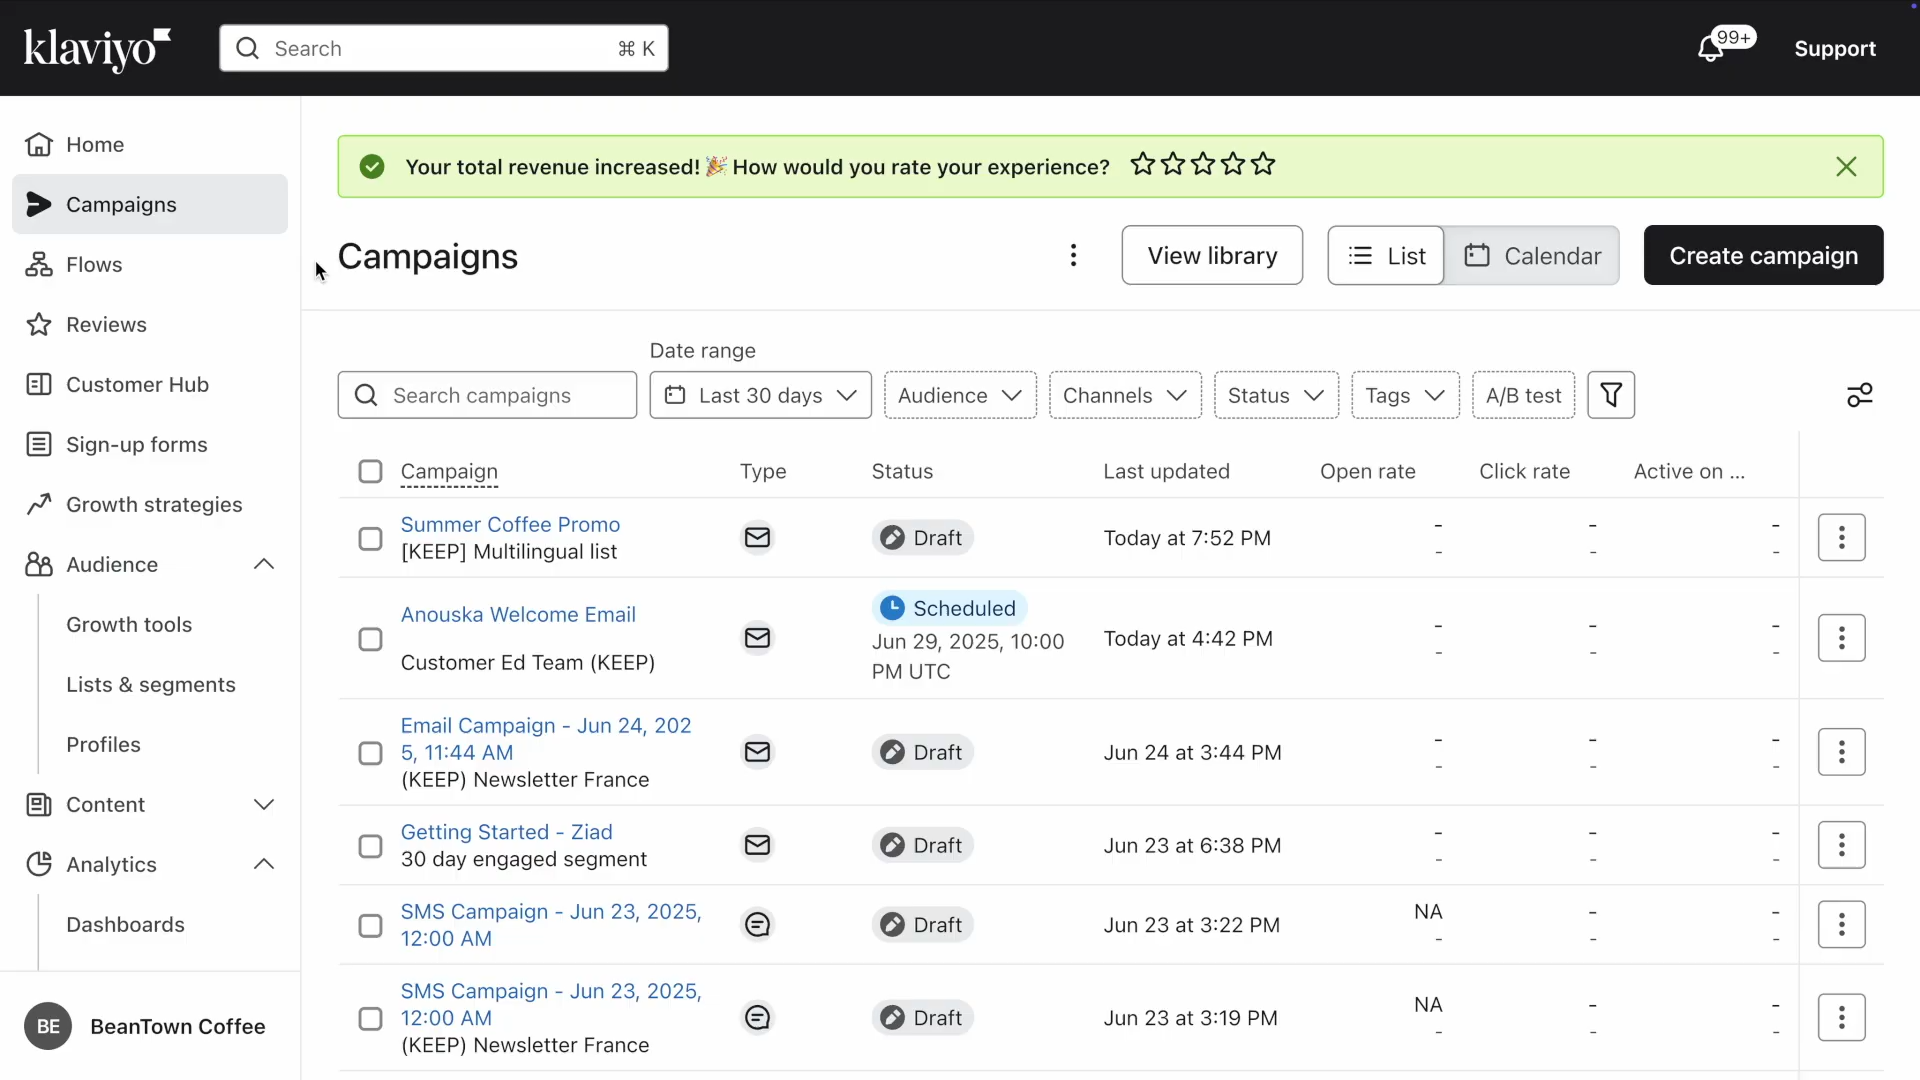 klaviyo
Search
⌘ K
99+
Support
Home
Campaigns
Flows
Reviews
Customer Hub
Sign-up forms
Growth strategies
Audience
Growth tools
Lists & segments
Profiles
Content
Analytics
Dashboards
BE
BeanTown Coffee
Your total revenue increased! 🎉 How would you rate your experience?
Campaigns
View library
List
Calendar
Create campaign
Date range
Search campaigns
Last 30 days
Audience
Channels
Status
Tags
A/B test
Campaign
Type
Status
Last updated
Open rate
Click rate
Active on ...
Summer Coffee Promo
[KEEP] Multilingual list
Draft
Today at 7:52 PM
-
-
-
-
-
-
Anouska Welcome Email
Customer Ed Team (KEEP)
Scheduled
Jun 29, 2025, 10:00
PM UTC
Today at 4:42 PM
-
-
-
-
-
-
Email Campaign - Jun 24, 202
5, 11:44 AM
(KEEP) Newsletter France
Draft
Jun 24 at 3:44 PM
-
-
-
-
-
-
Getting Started - Ziad
30 day engaged segment
Draft
Jun 23 at 6:38 PM
-
-
-
-
-
-
SMS Campaign - Jun 23, 2025,
12:00 AM
Draft
Jun 23 at 3:22 PM
NA
-
-
-
-
-
SMS Campaign - Jun 23, 2025,
12:00 AM
(KEEP) Newsletter France
Draft
Jun 23 at 3:19 PM
NA
-
-
-
-
-